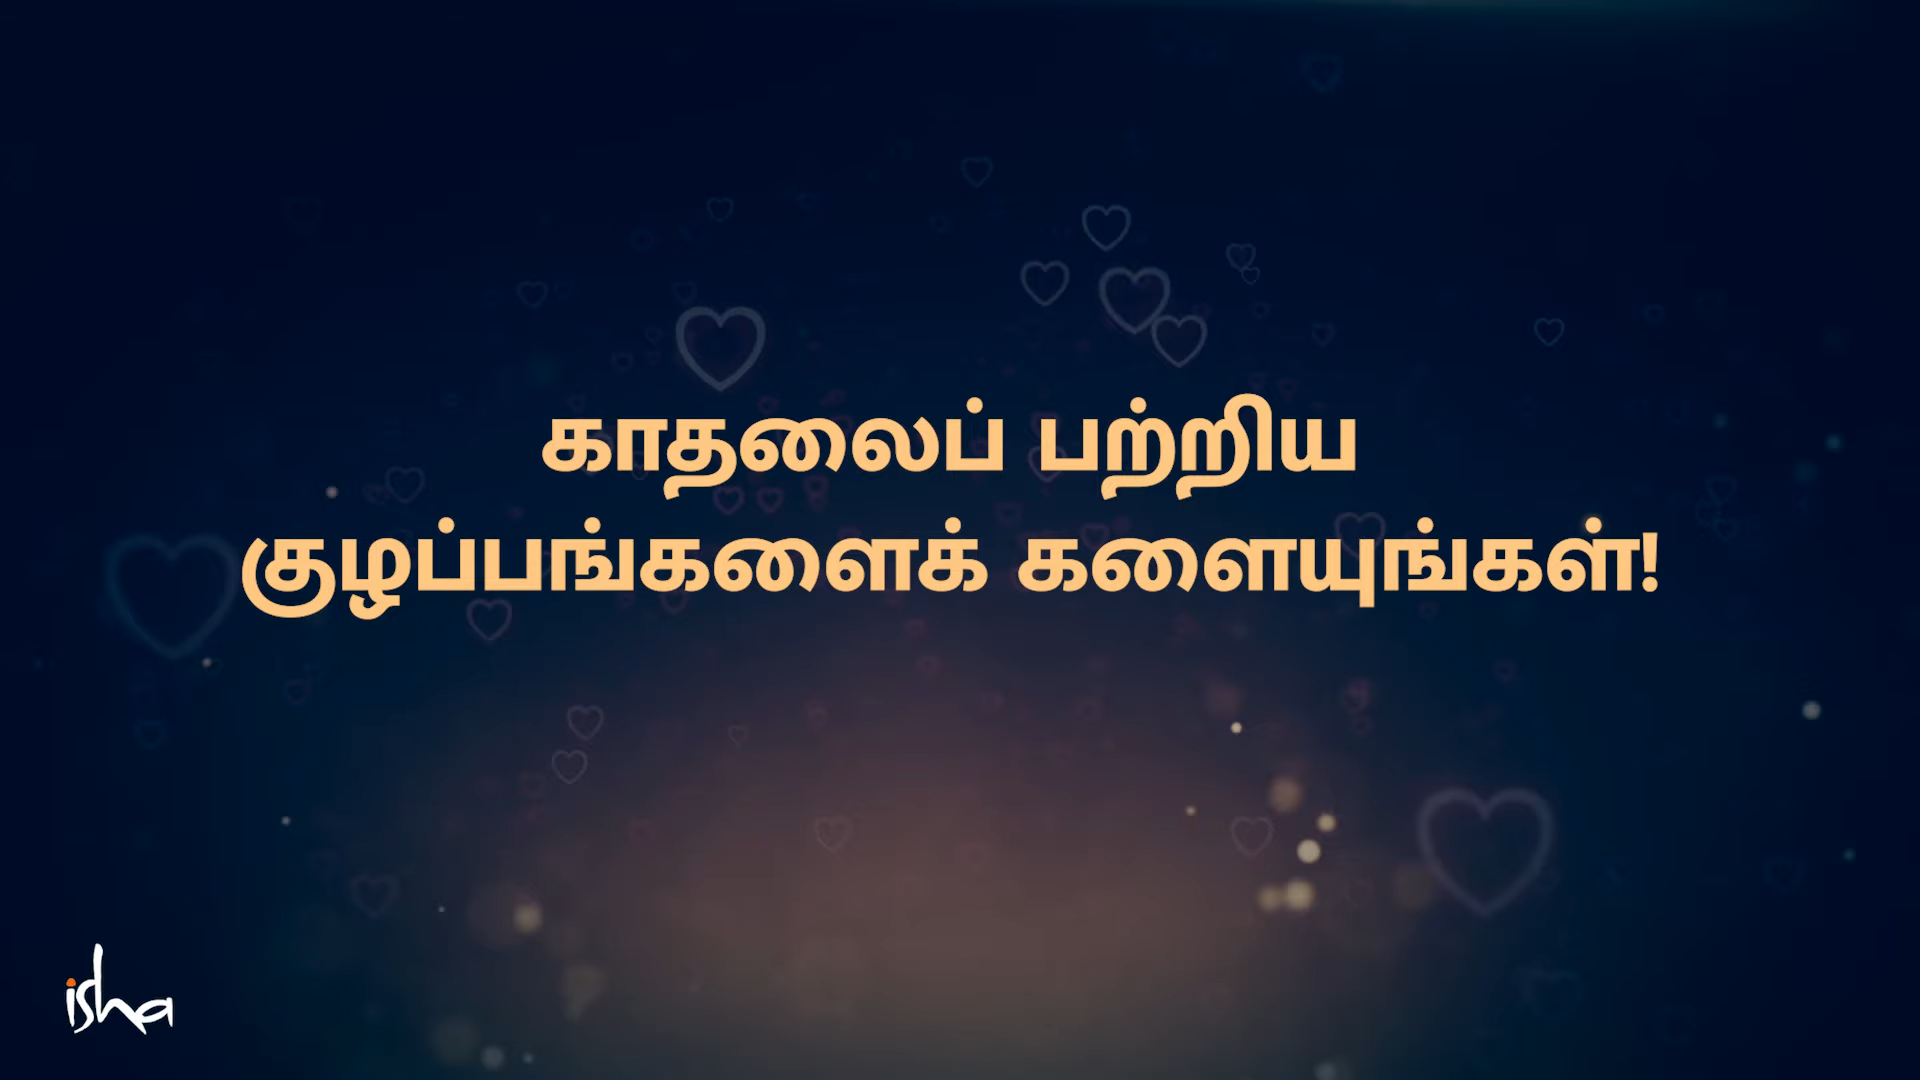 காதலைப் பற்றிய
குழப்பங்களைக் களையுங்கள்!
isha